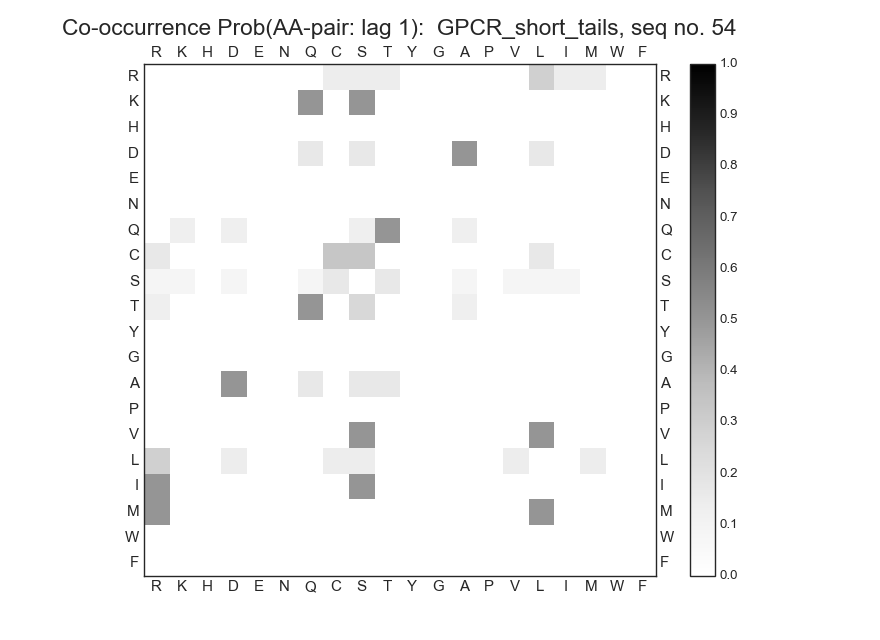 Co-occurrence Prob(AA-pair: lag 1):  GPCR_short_tails, seq no. 54
R K H D E N Q C S T Y G A P V L I M W F
R R 1.0
K K 0.9
H H
D D 0.8
E E
N N 0.7
Q Q
C C 0.6
S S
T T 0.5
Y Y
G G 0.4
A A
P P 0.3
V V
L L 0.2
I I
M M 0.1
W W
F F 0.0
R K H D E N Q C S T Y G A P V L I M W F